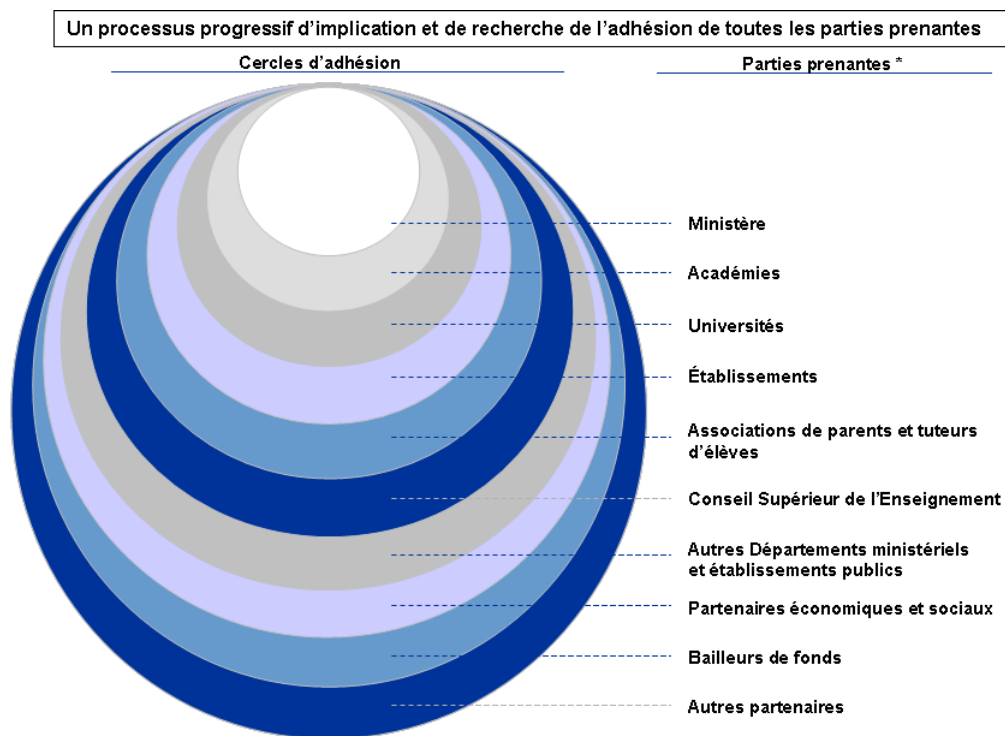 Un processus progressif d’implication et de recherche de l’adhésion de toutes les parties prenantes
Cercles d’adhésion
Parties prenantes *
Ministère
Académies
Universités
Établissements
Associations de parents et tuteurs
d’élèves
Conseil Supérieur de l’Enseignement
Autres Départements ministériels
et établissements publics
Partenaires économiques et sociaux
Bailleurs de fonds
Autres partenaires